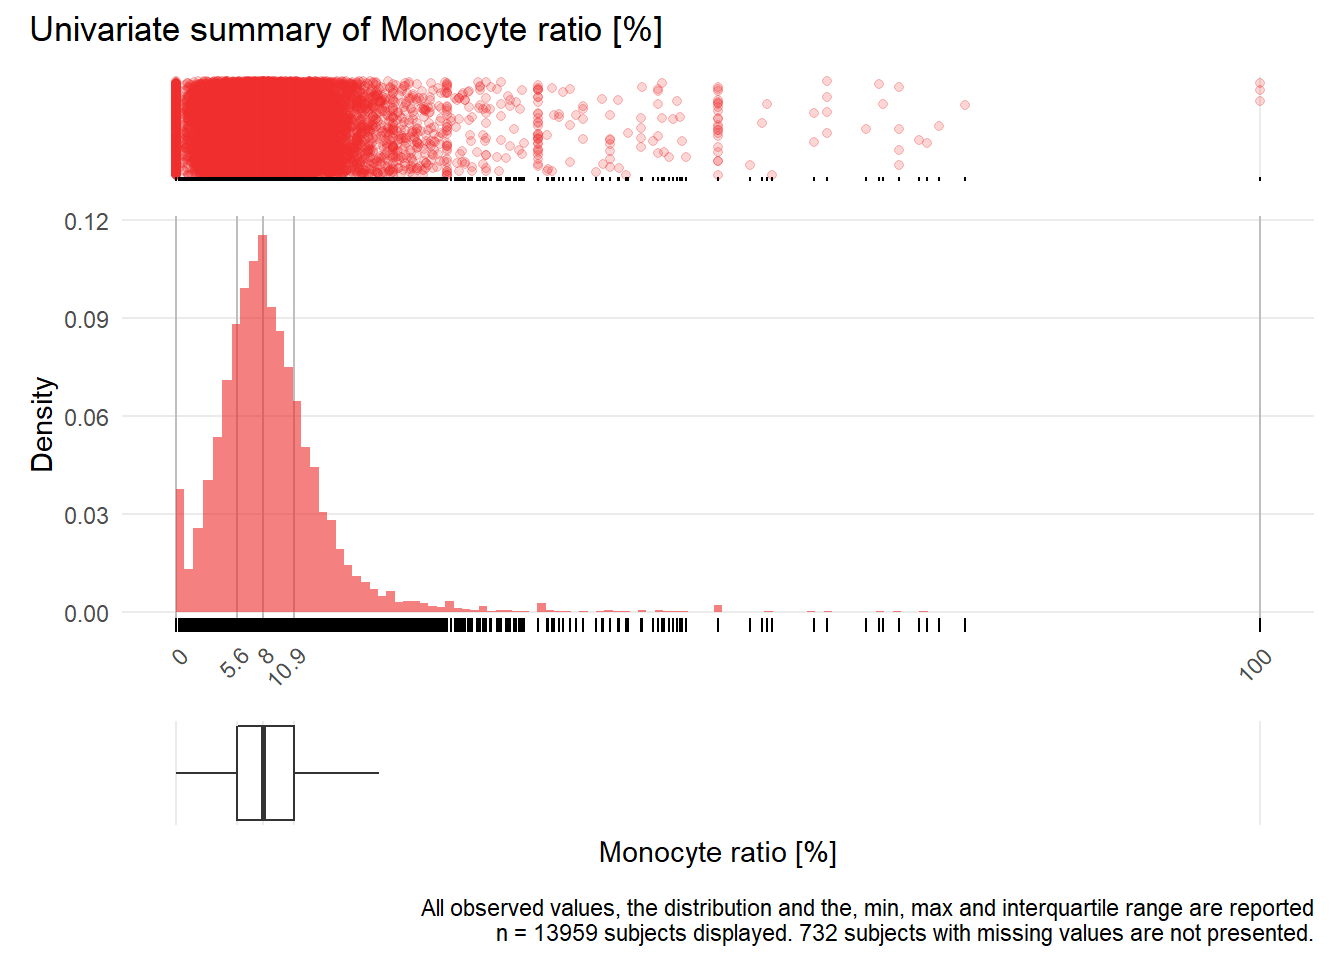 Univariate summary of Monocyte ratio [%]
0.12
0.09
0.06
0.03
0.00
Density
0
5.6
8
10.9
100
Monocyte ratio [%]
All observed values, the distribution and the, min, max and interquartile range are reported
n = 13959 subjects displayed. 732 subjects with missing values are not presented.